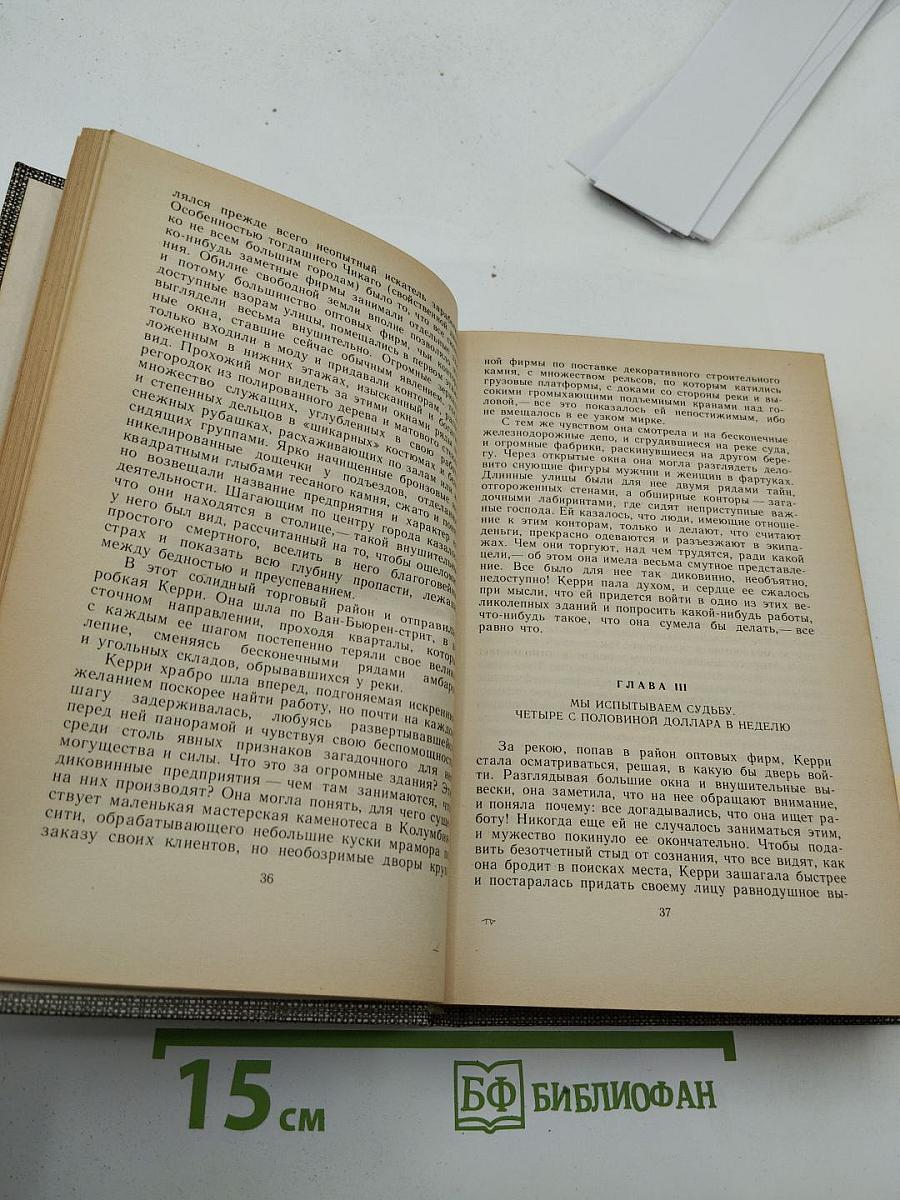 лялся прежде всего неопытный искатель
Особенностью тогдашнего Чикаго (свойственной
ко не всем большим городам) было то, что все
ко-нибудь заметные фирмы занимали отдельные
ния. Обилие свободной земли вполне позволяло
и потому большинство оптовых фирм, чьи
доступные взорам улицы, помещались в первом
выглядели весьма внушительно. Огромные
ные окна, ставшие сейчас обычным явлением,
только входили в моду и придавали конторам,
ложенным в нижних этажах, изысканный и
вид. Прохожий мог видеть за этими окнами ряды
регородок из полированного дерева и матового
множество служащих, углубленных в свою
и степенных дельцов в «шикарных» костюмах и
снежных рубашках, расхаживающих по залам или
сидящих группами. Ярко начищенные бронзовые
никелированные дощечки у подъездов, отделанных
квадратными глыбами тесаного камня, сжато и
но возвещали название предприятия и характер
деятельности. Шагающим по центру города
что они находятся в столице,— такой
у него был вид, рассчитанный на то, чтобы
простого смертного, вселить в него
страх и показать всю глубину пропасти,
между бедностью и преуспеванием.
В этот солидный торговый район и
робкая Керри. Она шла по Ван-Бьюрен-стрит, в
сточном направлении, проходя кварталы,
с каждым ее шагом постепенно теряли свое
лепие, сменяясь бесконечными рядами
и угольных складов, обрывавшихся у реки.
Керри храбро шла вперед, подгоняемая
желанием поскорее найти работу, но почти на
шагу задерживалась, любуясь
перед ней панорамой и чувствуя свою
среди столь явных признаков загадочного для
могущества и силы. Что это за огромные здания?
диковинные предприятия — чем там занимаются,
на них производят? Она могла понять, для чего
ствует маленькая мастерская каменотеса в
сити, обрабатывающего небольшие куски мрамора
заказу своих клиентов, но необозримые дворы
36
ной фирмы по поставке декоративного строительного
камня, с множеством рельсов, по которым катились
грузовые платформы, с доками со стороны реки и вы-
сокими громыхающими подъемными кранами над го-
ловой,— все это показалось ей непостижимым, ибо
не вмещалось в ее узком мирке.
С тем же чувством она смотрела и на бесконечные
железнодорожные депо, и сгрудившиеся на реке суда,
и огромные фабрики, раскинувшиеся на другом бере-
гу. Через открытые окна она могла разглядеть дело-
вито снующие фигуры мужчин и женщин в фартуках.
Длинные улицы были для нее двумя рядами тайн,
отгороженных стенами, а обширные конторы — зага-
дочными лабиринтами, где сидят неприступные важ-
ные господа. Ей казалось, что люди, имеющие отноше-
ние к этим конторам, только и делают, что считают
деньги, прекрасно одеваются и разъезжают в экипа-
жах. Чем они торгуют, над чем трудятся, ради какой
цели,— об этом она имела весьма смутное представле-
ние. Все было для нее так диковинно, необъятно,
недоступно! Керри пала духом, и сердце ее сжалось
при мысли, что ей придется войти в одно из этих ве-
ликолепных зданий и попросить какой-нибудь работы,
что-нибудь такое, что она сумела бы делать,— все
равно что.
ГЛАВА III
МЫ ИСПЫТЫВАЕМ СУДЬБУ.
ЧЕТЫРЕ С ПОЛОВИНОЙ ДОЛЛАРА В НЕДЕЛЮ
За рекою, попав в район оптовых фирм, Керри
стала осматриваться, решая, в какую бы дверь вой-
ти. Разглядывая большие окна и внушительные вы-
вески, она заметила, что на нее обращают внимание,
и поняла почему: все догадывались, что она ищет ра-
боту! Никогда еще ей не случалось заниматься этим,
и мужество покинуло ее окончательно. Чтобы пода-
вить безотчетный стыд от сознания, что все видят, как
она бродит в поисках места, Керри зашагала быстрее
и постаралась придать своему лицу равнодушное вы-
37
15 см
БФ БИБЛИОФАН